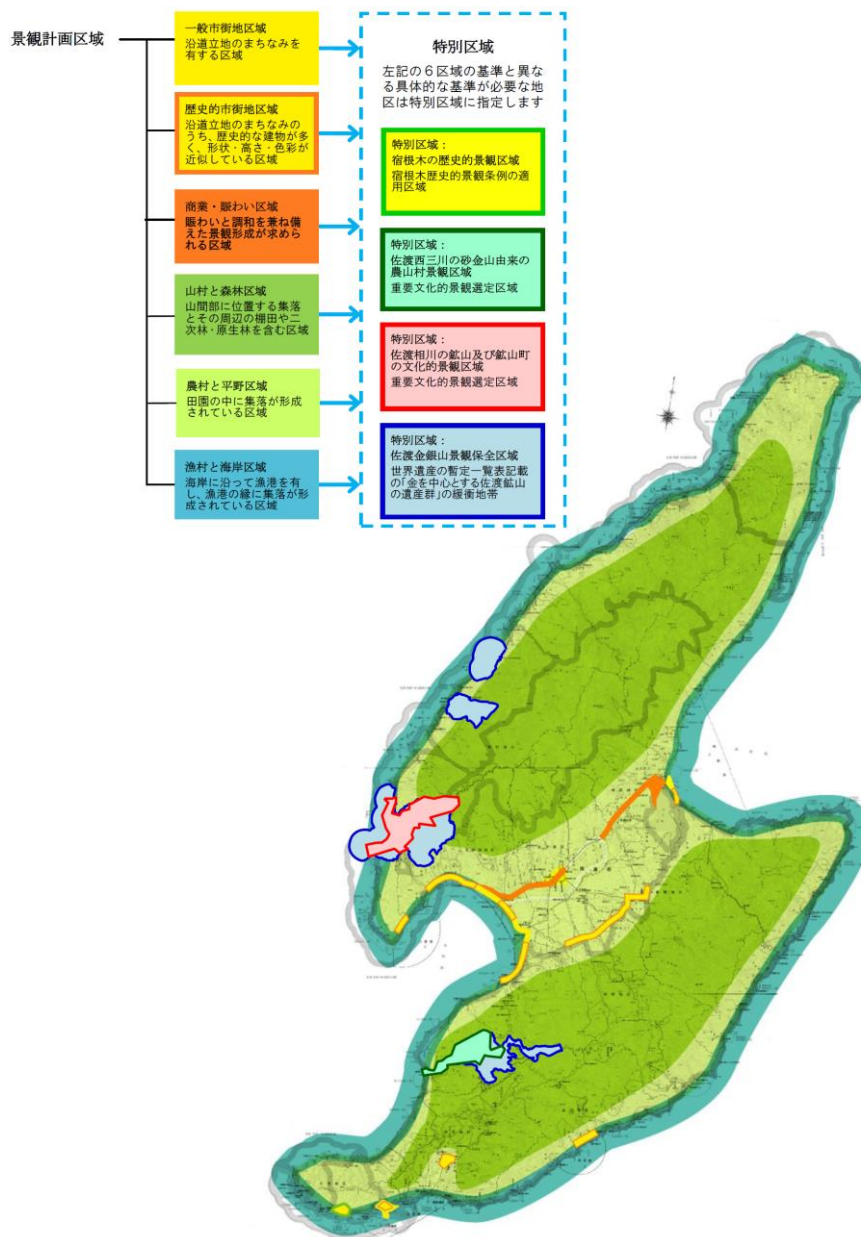 景観計画区域
一般市街地区域
沿道立地のまちなみを
有する区域
歴史的市街地区域
沿道立地のまちなみの
うち、歴史的な建物が多
く、形状・高さ・色彩が
近似している区域
商業・賑わい区域
賑わいと調和を兼ね備
えた景観形成が求めら
れる区域
山村と森林区域
山間部に位置する集落
とその周辺の棚田や二
次林・原生林を含む区域
農村と平野区域
田園の中に集落が形成
されている区域
漁村と海岸区域
海岸に沿って漁港を有
し、漁港の縁に集落が形
成されている区域
特別区域
左記の６区域の基準と異な
る具体的な基準が必要な地
区は特別区域に指定します
特別区域：
宿根木の歴史的景観区域
宿根木歴史的景観条例の適
用区域
特別区域：
佐渡西三川の砂金山由来の
農山村景観区域
重要文化的景観選定区域
特別区域：
佐渡相川の鉱山及び鉱山町
の文化的景観区域
重要文化的景観選定区域
特別区域：
佐渡金銀山景観保全区域
世界遺産の暫定一覧表記載
の「金を中心とする佐渡鉱山
の遺産群」の緩衝地帯